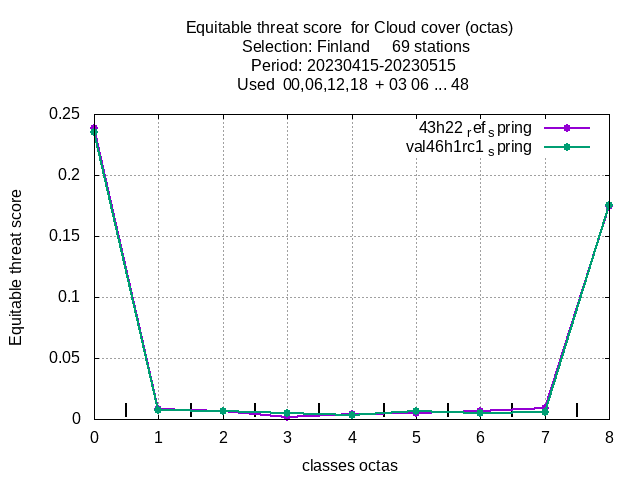 Equitable threat score  for Cloud cover (octas)
Selection: Finland     69 stations
Period: 20230415-20230515
Used  00,06,12,18  + 03 06 ... 48
43h22 ref spring
val46h1rc1 spring
0.25
0.2
0.15
0.1
0.05
0
Equitable threat score
0 1 2 3 4 5 6 7 8
classes octas